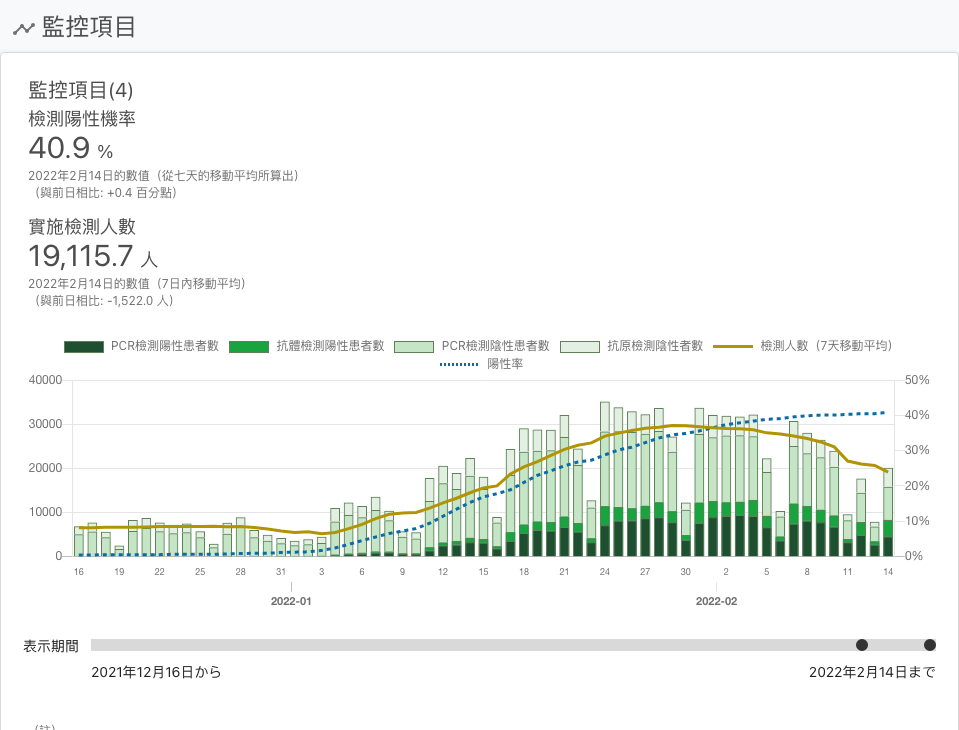 監控項目
監控項目(4)
檢測陽性機率
40.9 %
2022年2月14日的數值（從七天的移動平均所算出）
（與前日相比: +0.4 百分點）
實施檢測人數
19,115.7 人
2022年2月14日的數值（7日內移動平均）
（與前日相比: -1,522.0 人）
PCR檢測陽性患者數 抗體檢測陽性患者數 PCR檢測陰性患者數 抗原檢測陰性者數 檢測人數（7天移動平均）
陽性率
40000 50%
40%
30000
30%
20000
20%
10000
10%
0 0%
16 19 22 25 28 31 3 6 9 12 15 18 21 24 27 30 2 5 8 11 14
2022-01 2022-02
表示期間
2021年12月16日から 2022年2月14日まで
（註）